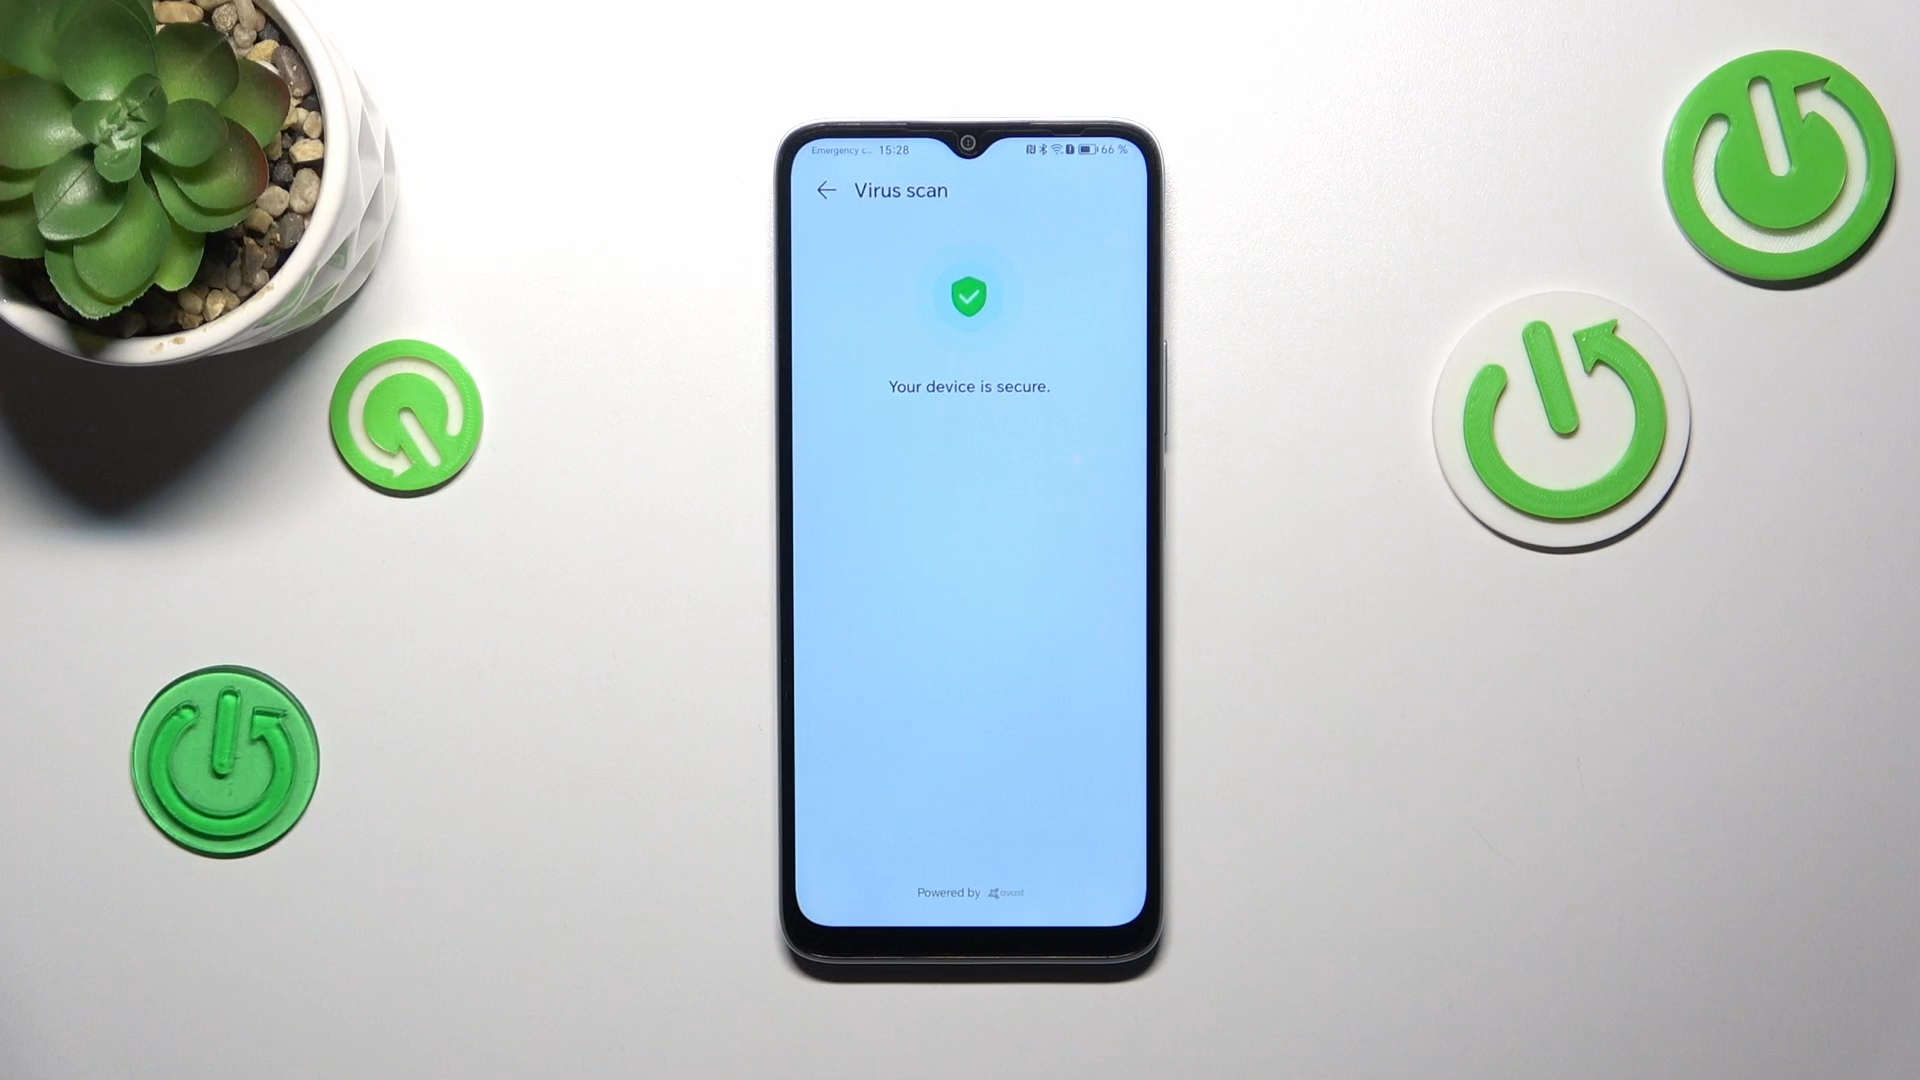 Emergency c... 15:28 66 %
Virus scan
Your device is secure.
Powered by avast